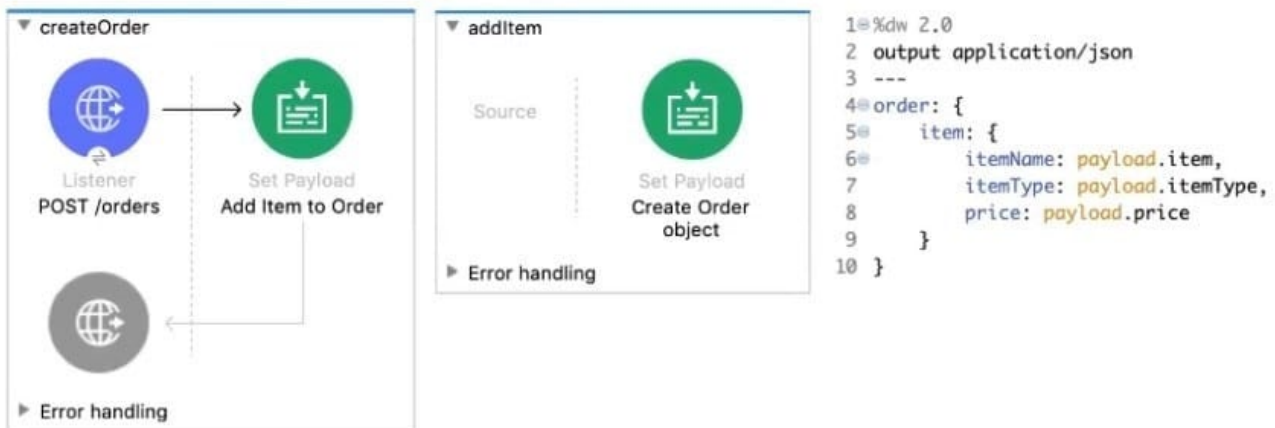 createOrder
Listener
POST /orders
Set Payload
Add Item to Order
Error handling
addItem
Source
Set Payload
Create Order
object
Error handling
1 %dw 2.0
2 output application/json
3 ---
4 order: {
5 item: {
6 itemName: payload.item,
7 itemType: payload.itemType,
8 price: payload.price
9 }
10 }